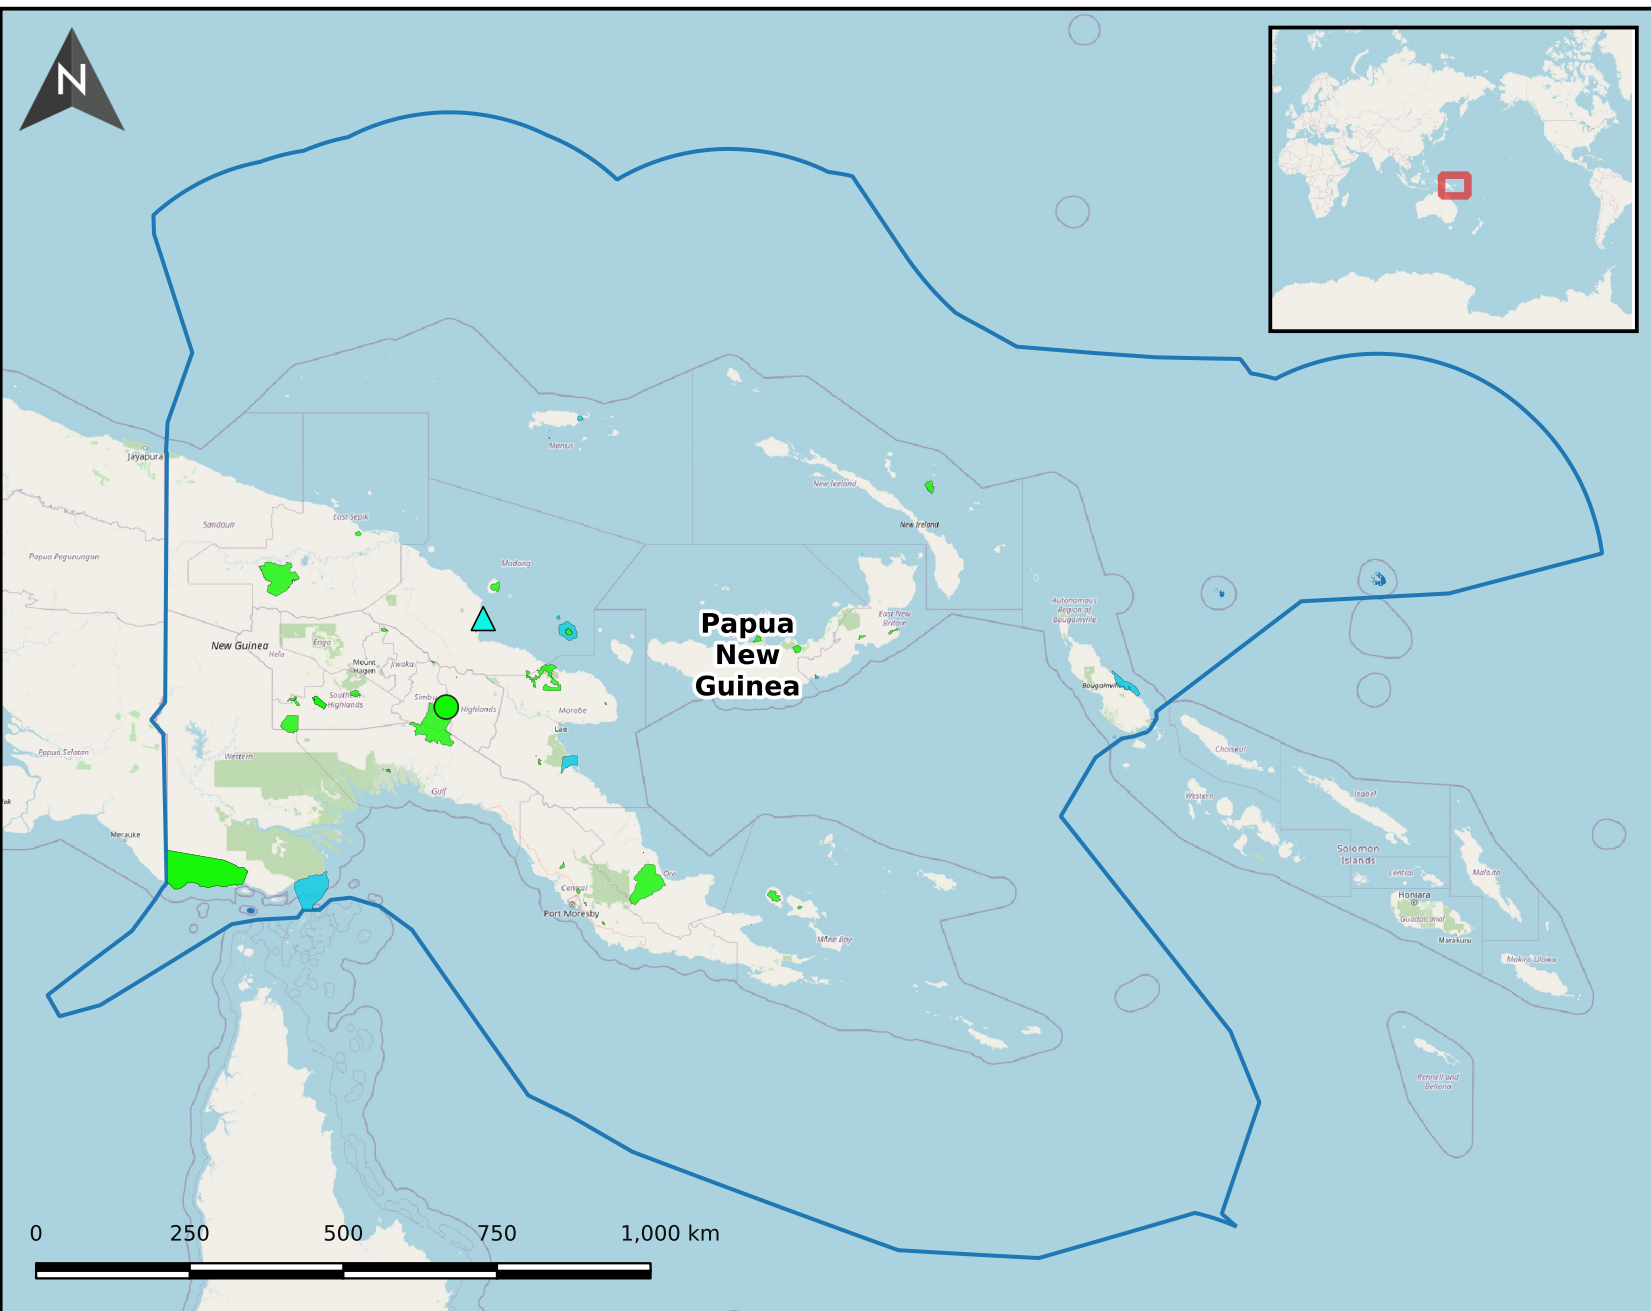 N
Jayapura
Manus
New Ireland
New Ireland
Sandaun
East Sepik
Papua Pegunungan
Madang
Autonomous
Region of
Bougainville
East New
Britain
Papua
New
Guinea
New Guinea
Enga
Hela
Mount
Hagen
Jiwaka
Southern
Highlands
Simbu
Highlands
Morobe
Lae
Bougainville
Choiseul
Papua Selatan
Western
Gulf
Western
Isabel
Merauke
Solomon
Islands
Central
Malaita
Oro
Central
Port Moresby
Honiara
Guadalcanal
Marakuru
Milne Bay
Makira-Ulawa
Rennell and
Bellona
0 250 500 750 1,000 km